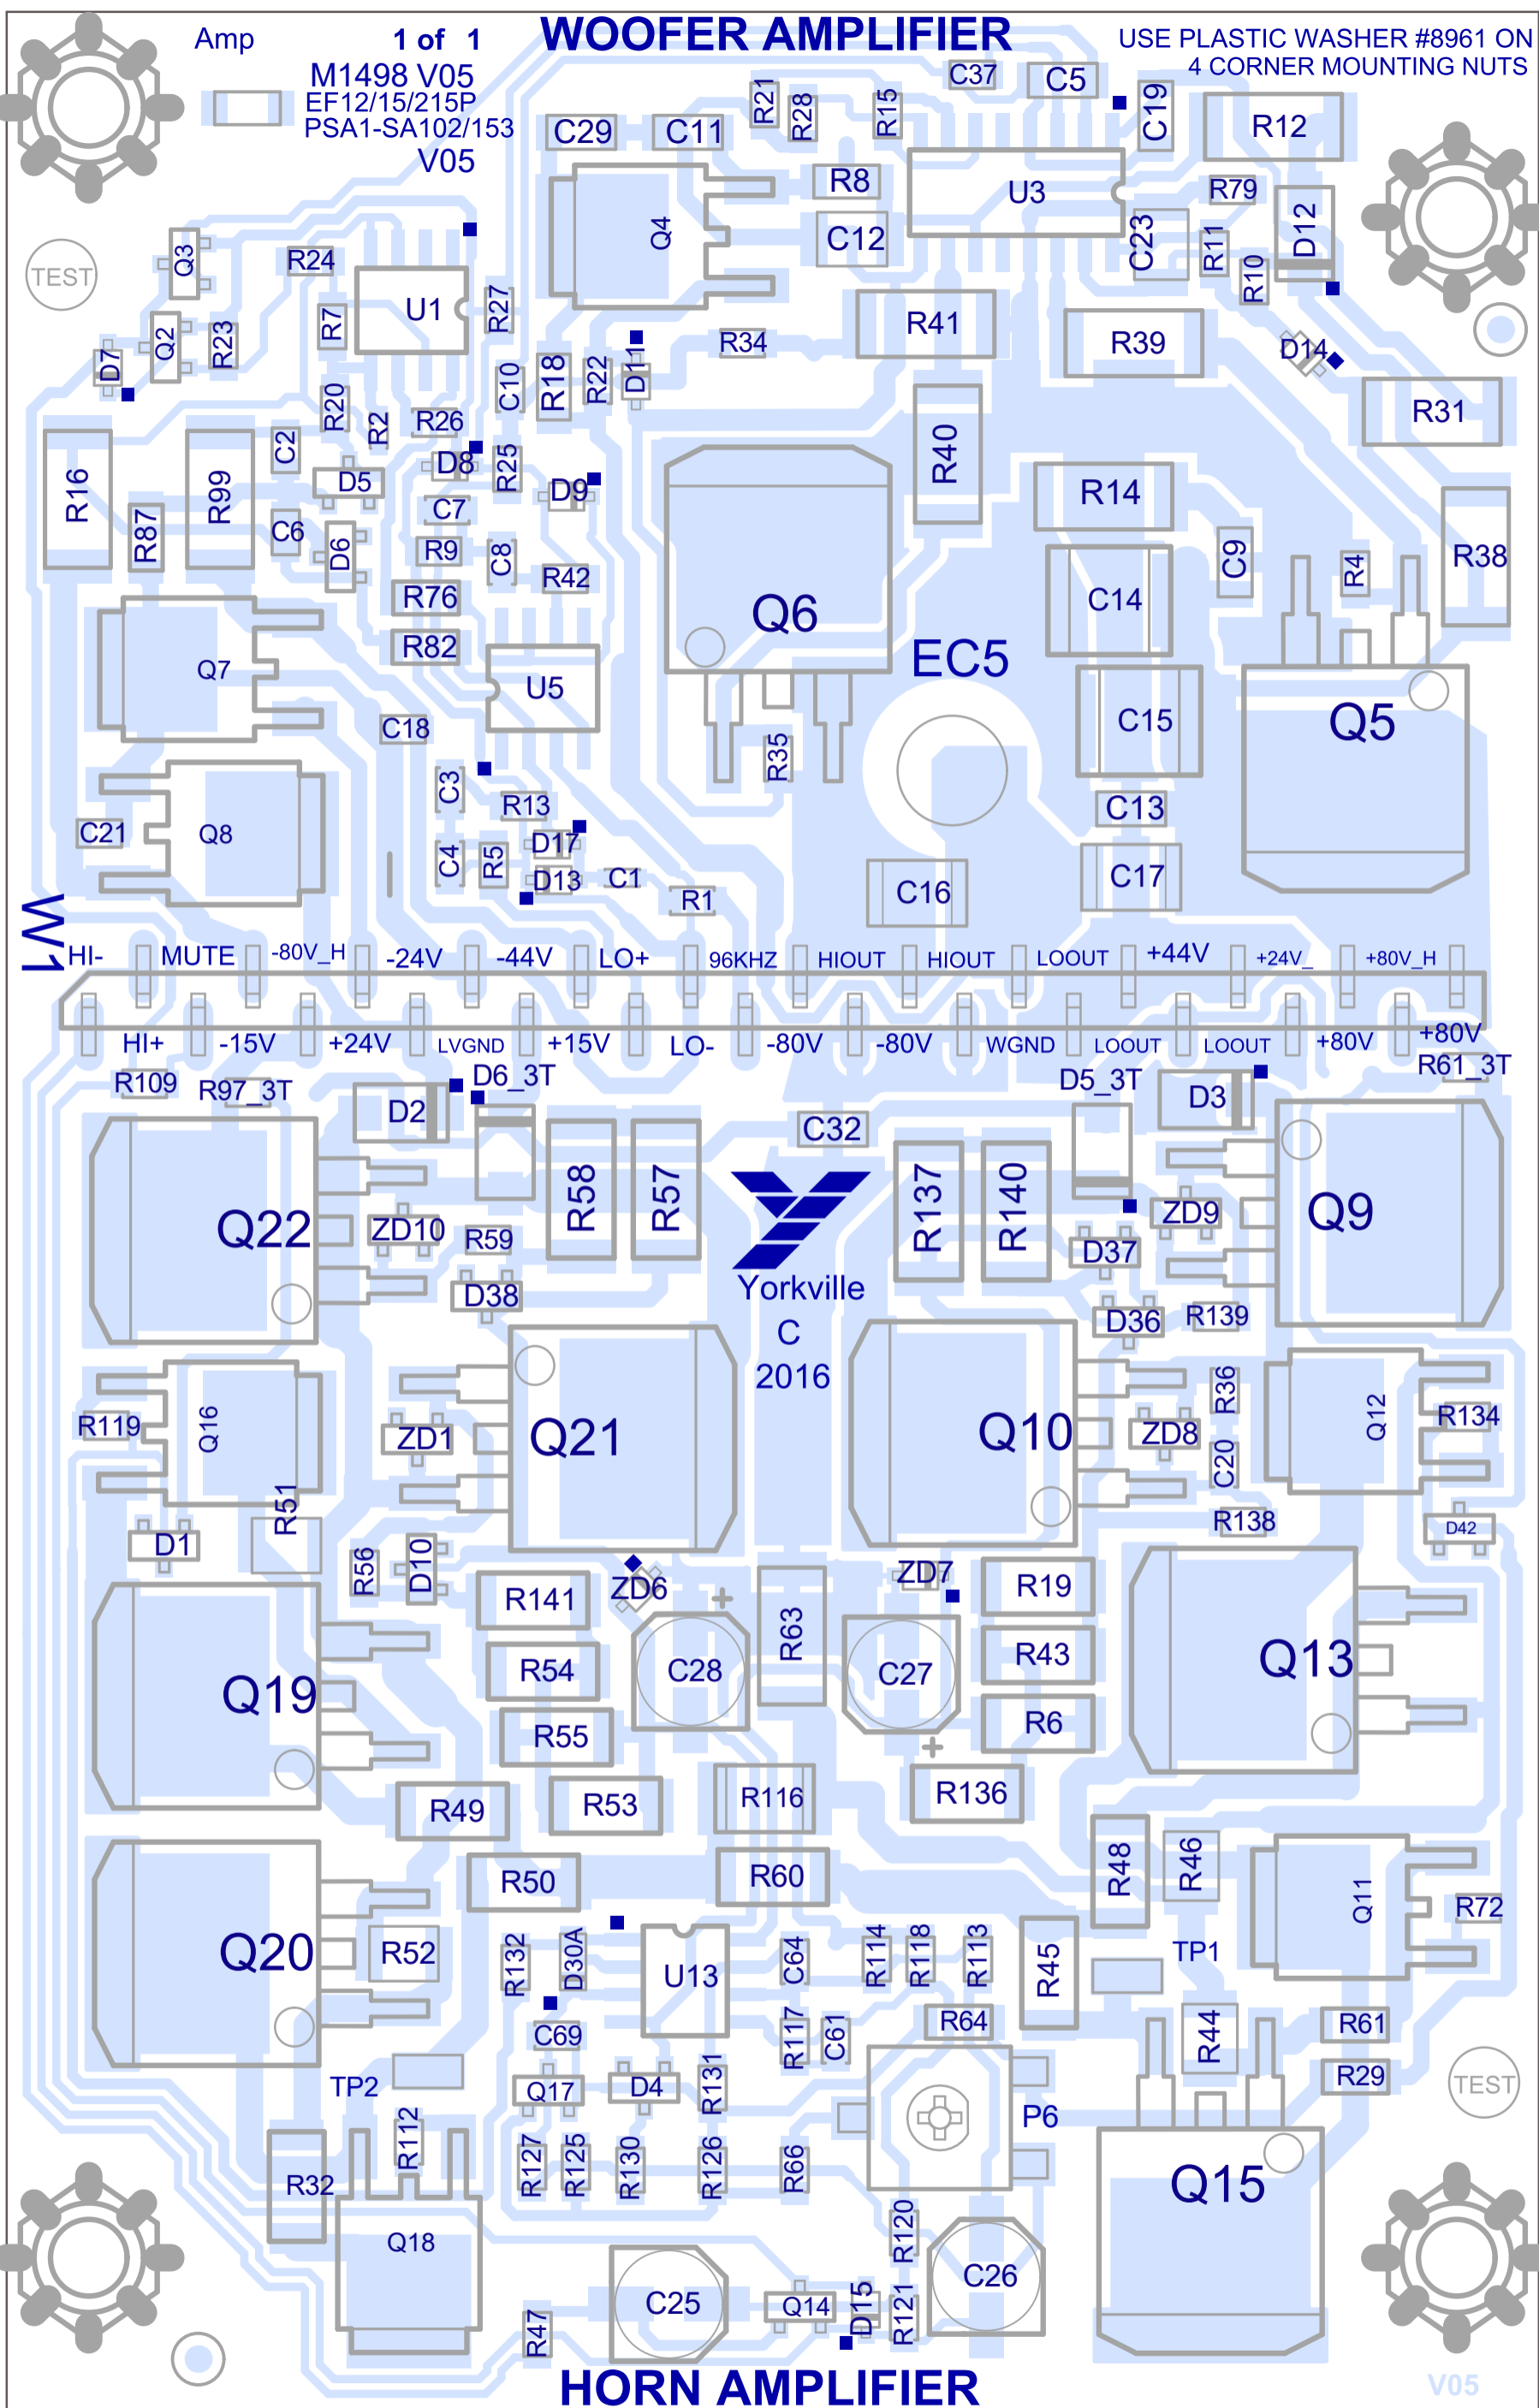 WOOFER AMPLIFIER
Amp
1 of 1
M1498 V05
EF12/15/215P
PSA1-SA102/153
V05
USE PLASTIC WASHER #8961 ON
4 CORNER MOUNTING NUTS
C37
C5
C19
R12
R21
R28
R15
C29
C11
R8
U3
R79
Q4
C12
C23
R11
D12
R10
TEST
Q3
R24
U1
R27
R7
Q2
R23
D7
R41
R39
R34
D14
R31
C10
R18
R22
D11
R20
R2
R26
C2
R40
R16
R99
R87
D5
D8
R25
D9
C7
R14
C6
D6
R9
C8
R42
C9
R4
R38
R76
Q6
C14
R82
EC5
Q7
U5
C15
Q5
C18
R35
C3
R13
C13
C21
Q8
C4
R5
D17
D13
C1
R1
C16
C17
W1
HI-
MUTE
-80V_H
-24V
-44V
LO+
96KHZ
HIOUT
HIOUT
LOOUT
+44V
+24V_
+80V_H
HI+
-15V
+24V
LVGND
+15V
LO-
-80V
-80V
WGND
LOOUT
LOOUT
+80V
+80V
R109
R97_3T
D6_3T
D5_3T
R61_3T
D2
D3
C32
R58
R57
R137
R140
Q22
ZD10
R59
D38
ZD9
D37
Q9
Yorkville
C
2016
D36
R139
R36
R119
Q16
ZD1
Q21
Q10
ZD8
C20
Q12
R134
R51
R138
D42
D1
R56
D10
ZD6
ZD7
R141
R19
R63
Q19
R54
C28
+
C27
+
R43
Q13
R55
R6
R49
R53
R116
R136
R50
R60
R48
R46
Q11
R72
Q20
R52
R132
D30A
U13
C64
R114
R118
R113
R45
TP1
C69
R117
C61
R64
R44
R61
TP2
Q17
D4
R131
R29
TEST
P6
R112
R32
R127
R125
R130
R126
R66
Q15
Q18
R120
C26
C25
Q14
D15
R121
R47
HORN AMPLIFIER
V05